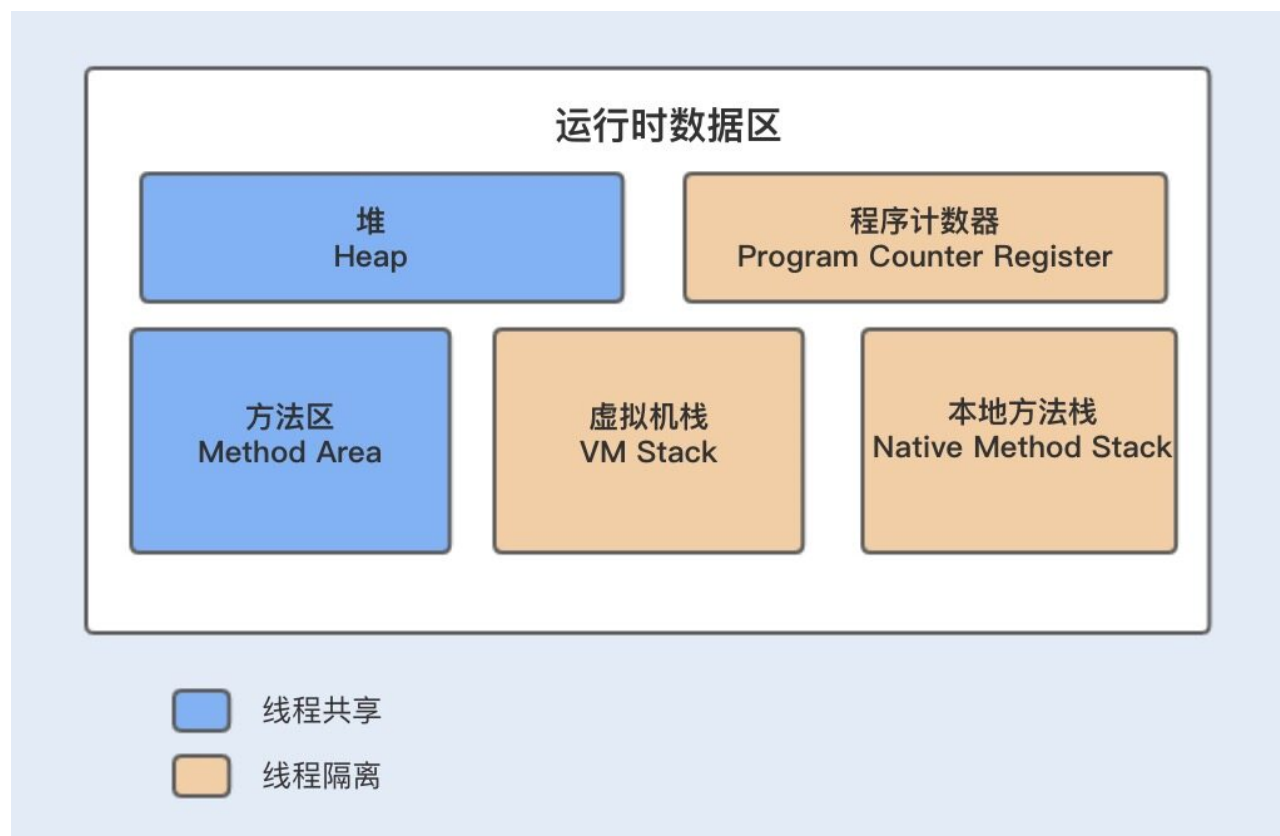 运行时数据区
堆
Heap
程序计数器
Program Counter Register
方法区
Method Area
虚拟机栈
VM Stack
本地方法栈
Native Method Stack
线程共享
线程隔离